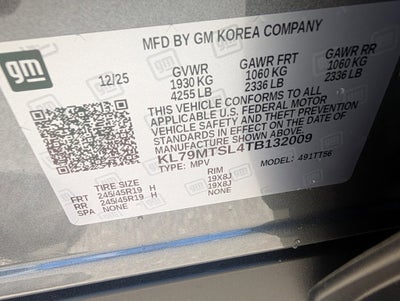 MFD BY GM KOREA COMPANY
gm
12/25
GVWR GAWR FRT GAWR RR
1930 KG 1060 KG 1060 KG
4255 LB 2336 LB 2336 LB
THIS VEHICLE CONFORMS TO ALL
APPLICABLE U.S. FEDERAL MOTOR
VEHICLE SAFETY AND THEFT PREVENTION
STANDARDS IN EFFECT ON THE DATE OF
MANUFACTURE SHOWN ABOVE
KL79MTSL4TB132009
TYPE: MPV MODEL: 491TT56
TIRE SIZE RIM
FRT 245/45R19 H 19X8J
RR 245/45R19 H 19X8J
SPA NONE NONE